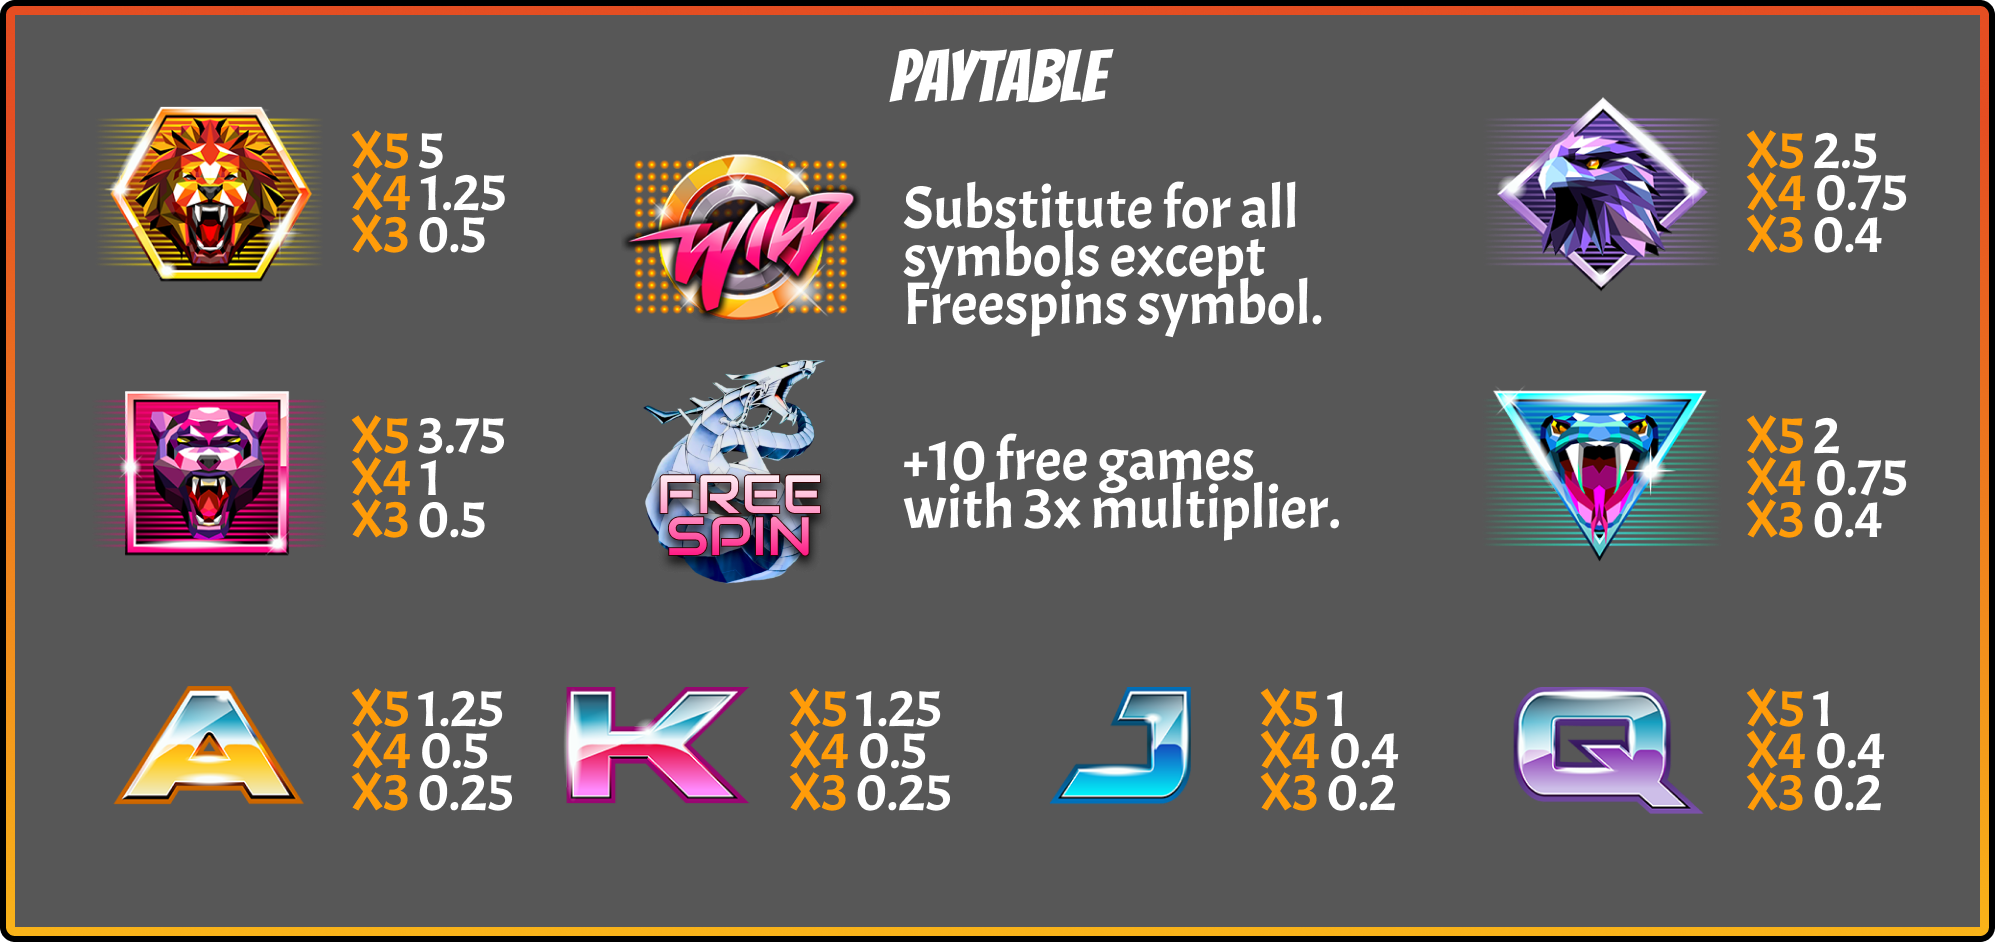 PAYTABLE
X5 5
X4 1.25
X3 0.5
WILD
Substitute for all
symbols except
Freespins symbol.
X5 2.5
X4 0.75
X3 0.4
X5 3.75
X4 1
X3 0.5
FREE
SPIN
+10 free games
with 3x multiplier.
X5 2
X4 0.75
X3 0.4
A
X5 1.25
X4 0.5
X3 0.25
K
X5 1.25
X4 0.5
X3 0.25
J
X5 1
X4 0.4
X3 0.2
Q
X5 1
X4 0.4
X3 0.2